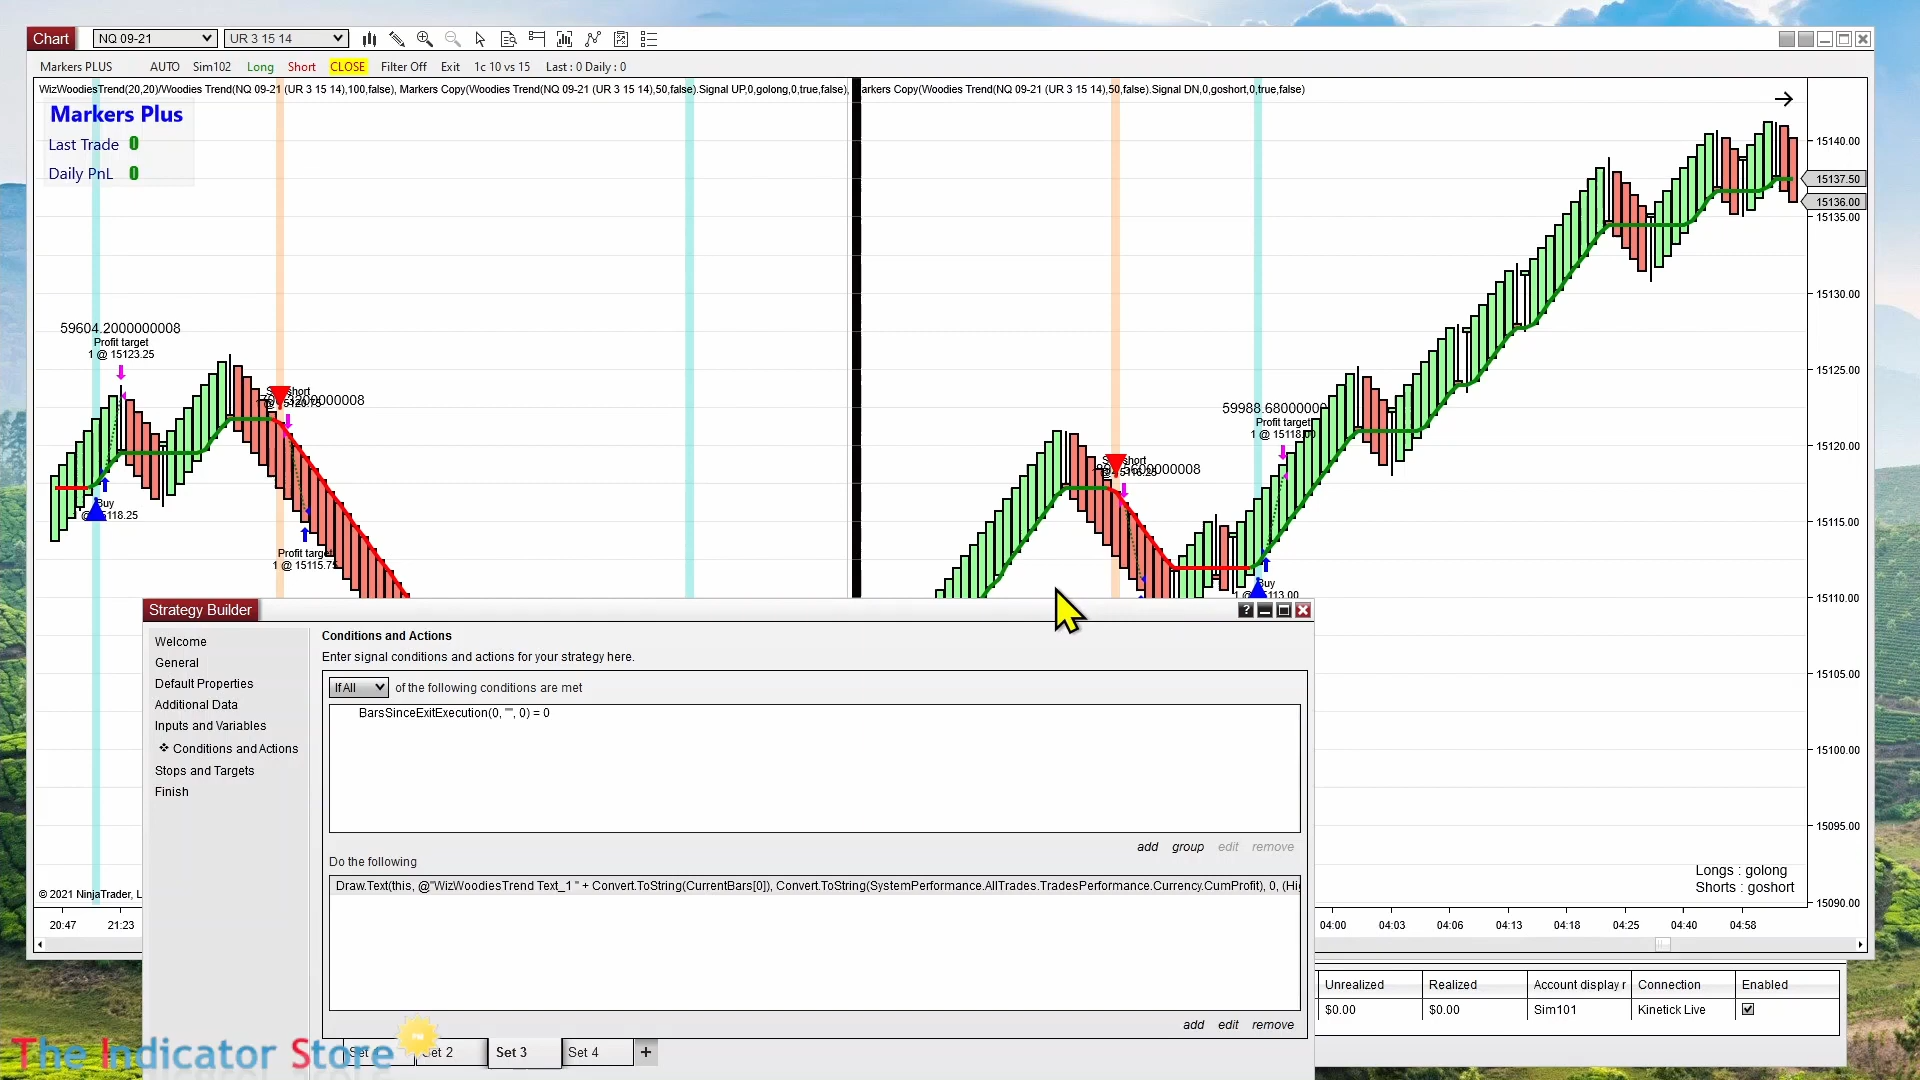 Chart
NQ 09-21
UR 3 15 14
Markers PLUS AUTO Sim102 Long Short CLOSE Filter Off Exit 1c 10 vs 15 Last : 0 Daily : 0
WizWoodiesTrend(20,20)/Woodies Trend(NQ 09-21 (UR 3 15 14),100,false), Markers Copy(Woodies Trend(NQ 09-21 (UR 3 15 14),50,false).Signal UP,0,golong,0,true,false),
arkers Copy(Woodies Trend(NQ 09-21 (UR 3 15 14),50,false).Signal DN,0,goshort,0,true,false)
Markers Plus
Last Trade 0
Daily PnL 0
15140.00
15137.50
15136.00
15135.00
15130.00
15125.00
15120.00
15115.00
15110.00
15105.00
15100.00
15095.00
15090.00
59604.2000000008
Profit target
1 @ 15123.25
Buy
1 @ 15118.25
Profit target
1 @ 15115.75
59988.68000000
Profit target
1 @ 15118.00
Buy
1 @ 15113.00
Longs : golong
Shorts : goshort
© 2021 NinjaTrader, L
20:47 21:23
04:00 04:03 04:06 04:13 04:18 04:25 04:40 04:58
Strategy Builder
Welcome
General
Default Properties
Additional Data
Inputs and Variables
Conditions and Actions
Stops and Targets
Finish
Conditions and Actions
Enter signal conditions and actions for your strategy here.
If All of the following conditions are met
BarsSinceExitExecution(0, "", 0) = 0
add group edit remove
Do the following
Draw.Text(this, @"WizWoodiesTrend Text_1 " + Convert.ToString(CurrentBars[0]), Convert.ToString(SystemPerformance.AllTrades.TradesPerformance.Currency.CumProfit), 0, (Hi
add edit remove
Set 2 Set 3 Set 4 +
Unrealized Realized Account display r Connection Enabled
$0.00 $0.00 Sim101 Kinetick Live
The Indicator Store